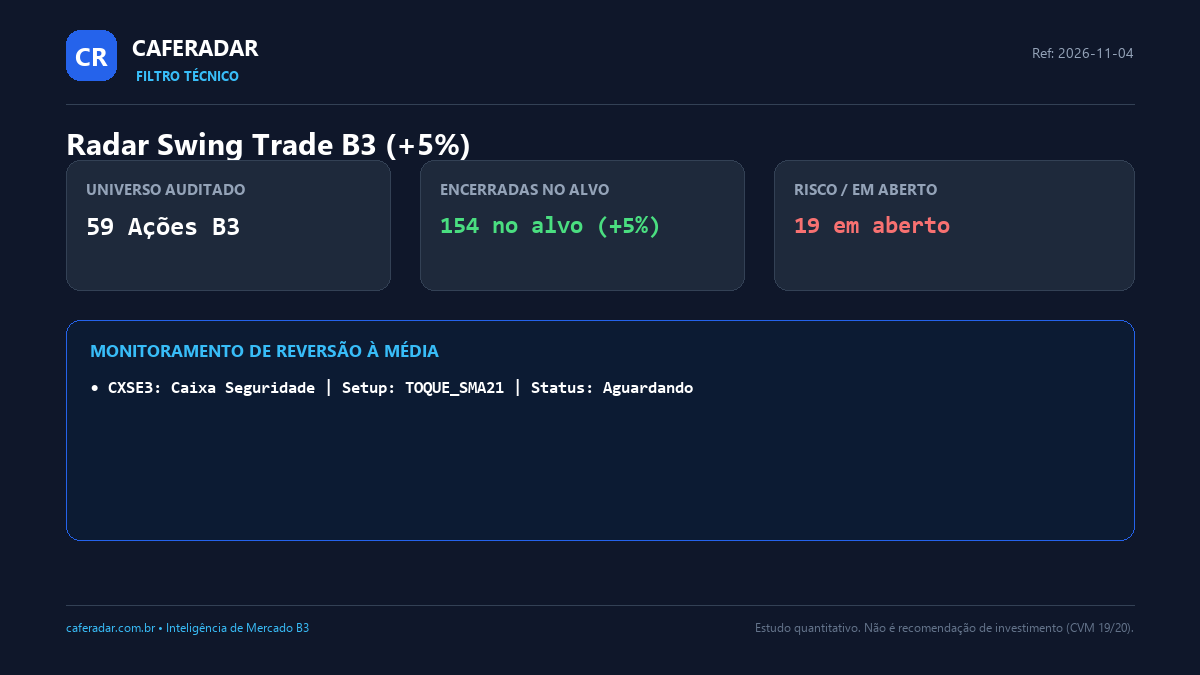 CR
CAFERADAR
FILTRO TÉCNICO
Ref: 2026-11-04
Radar Swing Trade B3 (+5%)
UNIVERSO AUDITADO
59 Ações B3
ENCERRADAS NO ALVO
154 no alvo (+5%)
RISCO / EM ABERTO
19 em aberto
MONITORAMENTO DE REVERSÃO À MÉDIA
• CXSE3: Caixa Seguridade | Setup: TOQUE_SMA21 | Status: Aguardando
caferadar.com.br • Inteligência de Mercado B3
Estudo quantitativo. Não é recomendação de investimento (CVM 19/20).